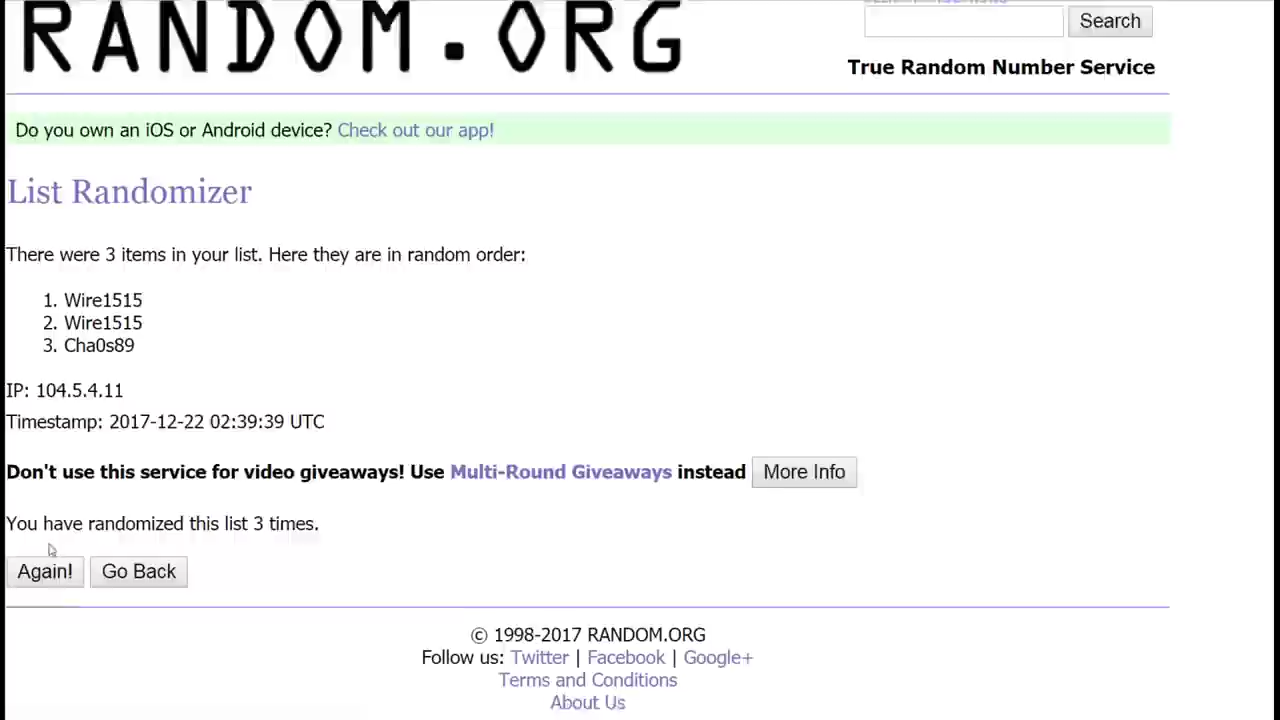 RANDOM.ORG
Search
True Random Number Service
Do you own an iOS or Android device? Check out our app!
List Randomizer
There were 3 items in your list. Here they are in random order:
1. Wire1515
2. Wire1515
3. Cha0s89
IP: 104.5.4.11
Timestamp: 2017-12-22 02:39:39 UTC
Don't use this service for video giveaways! Use Multi-Round Giveaways instead More Info
You have randomized this list 3 times.
Again! Go Back
© 1998-2017 RANDOM.ORG
Follow us: Twitter | Facebook | Google+
Terms and Conditions
About Us